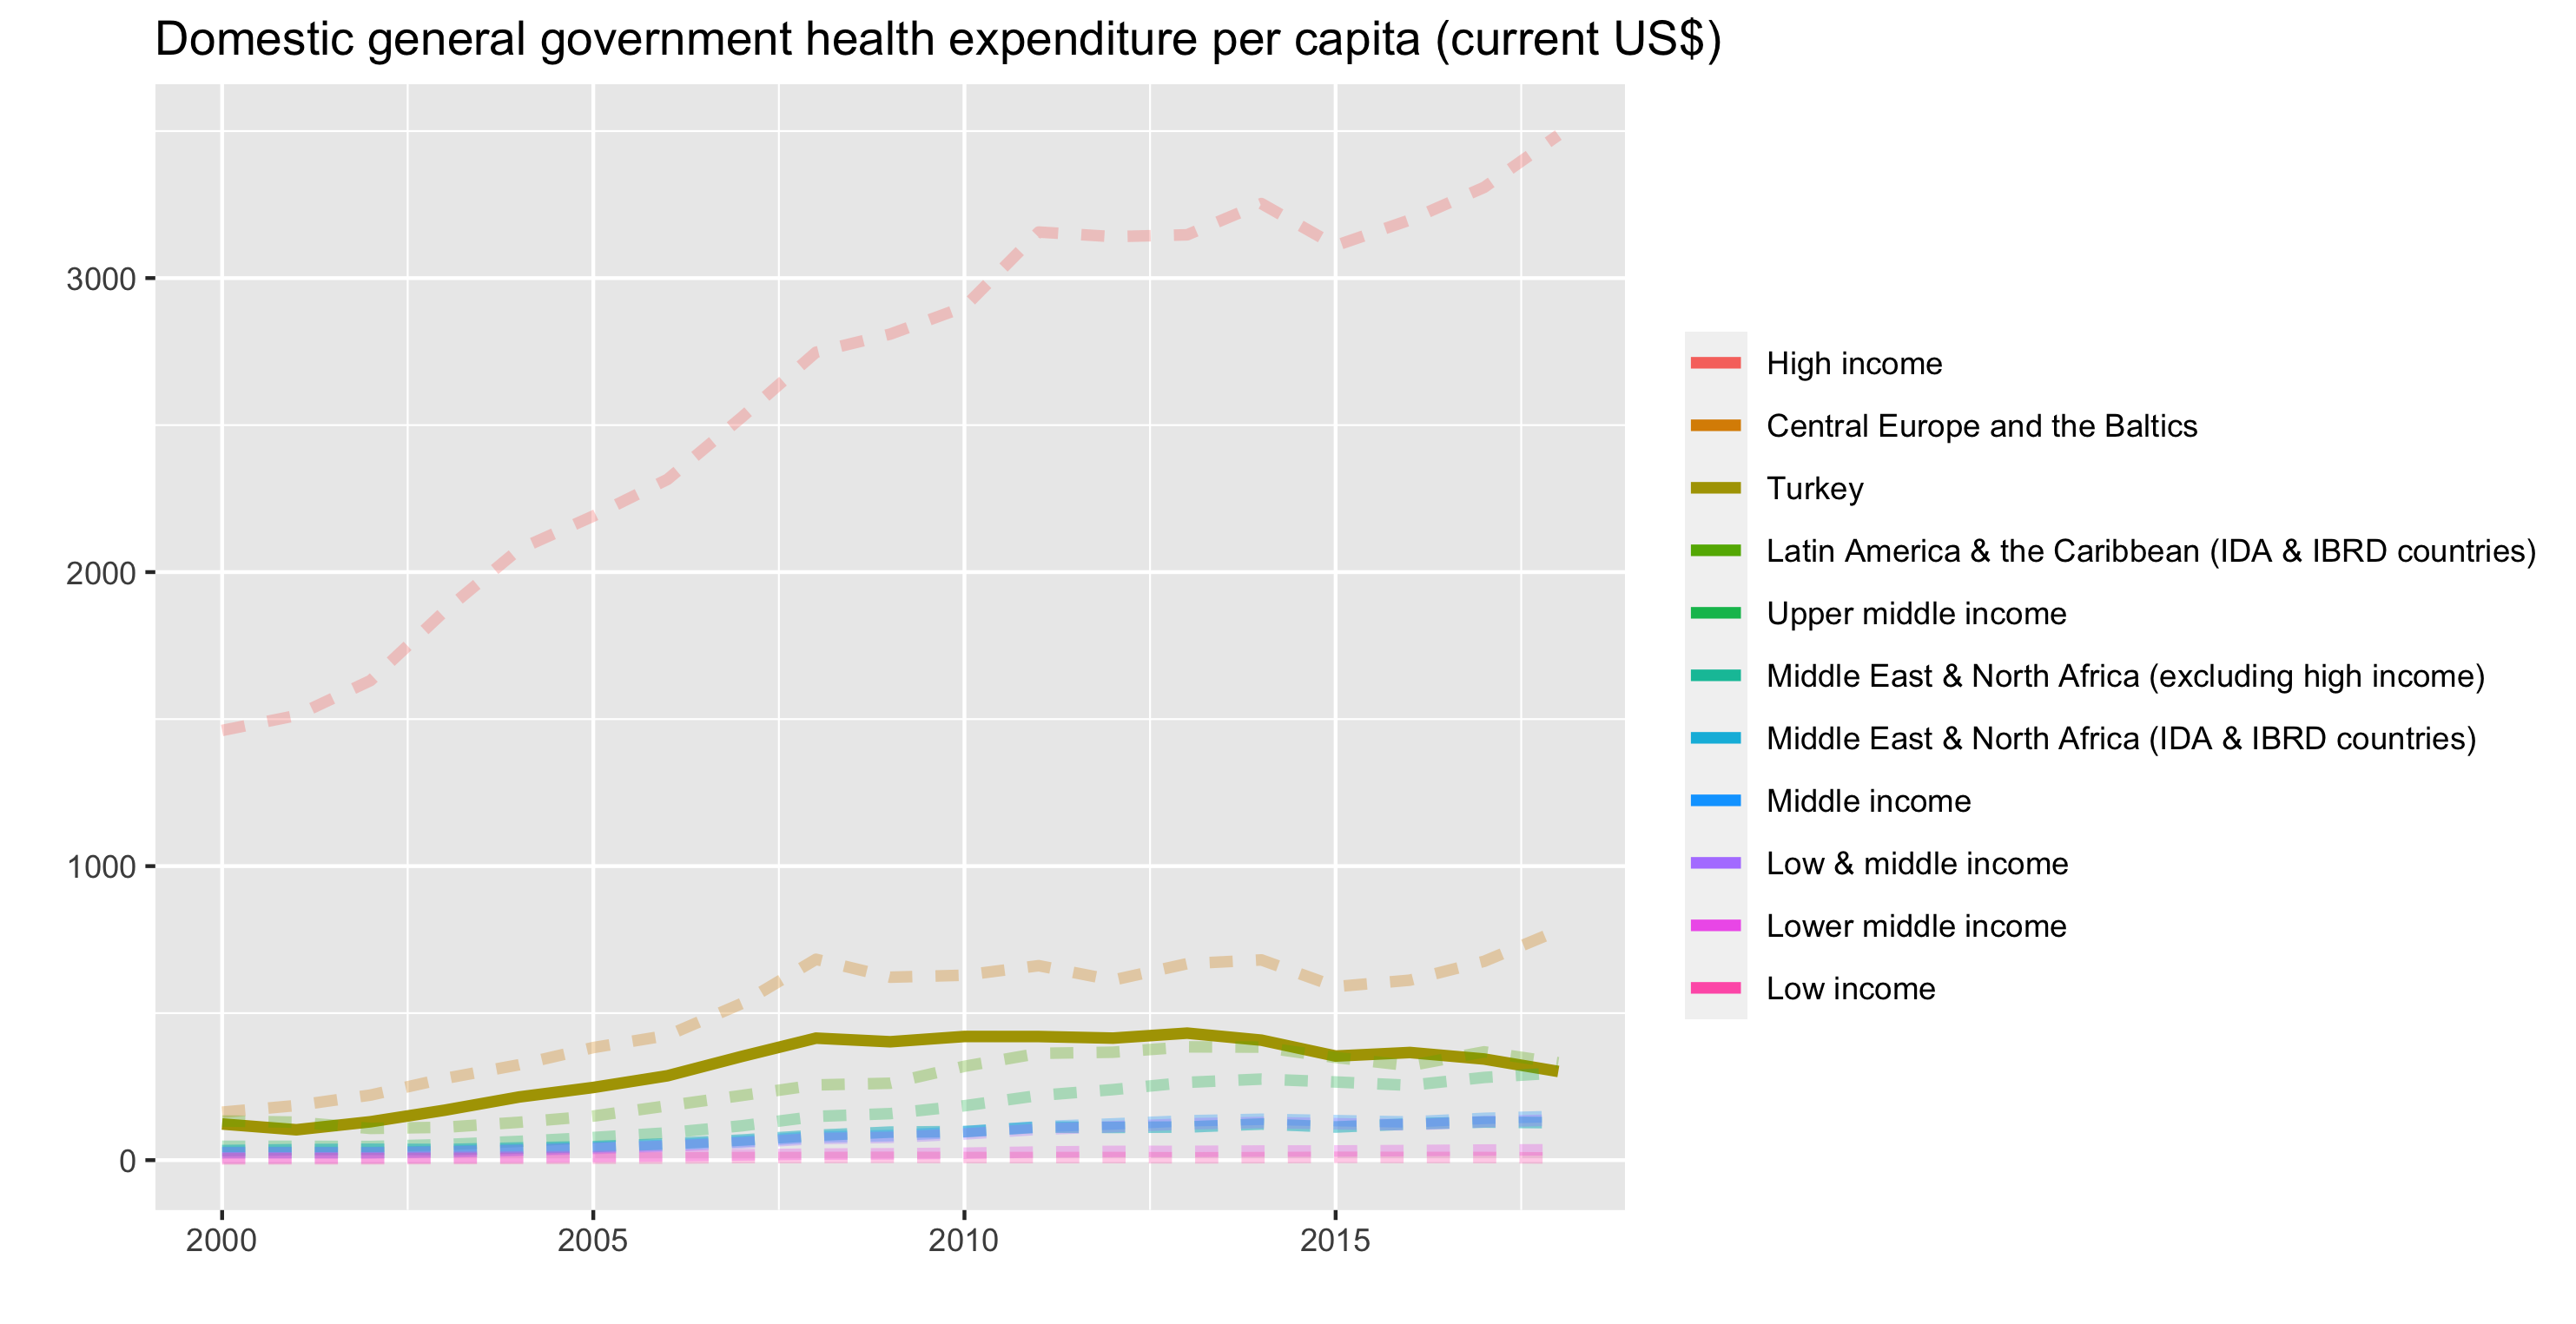 Domestic general government health expenditure per capita (current US$)
3000
2000
1000
0
2000 2005 2010 2015
High income
Central Europe and the Baltics
Turkey
Latin America & the Caribbean (IDA & IBRD countries)
Upper middle income
Middle East & North Africa (excluding high income)
Middle East & North Africa (IDA & IBRD countries)
Middle income
Low & middle income
Lower middle income
Low income